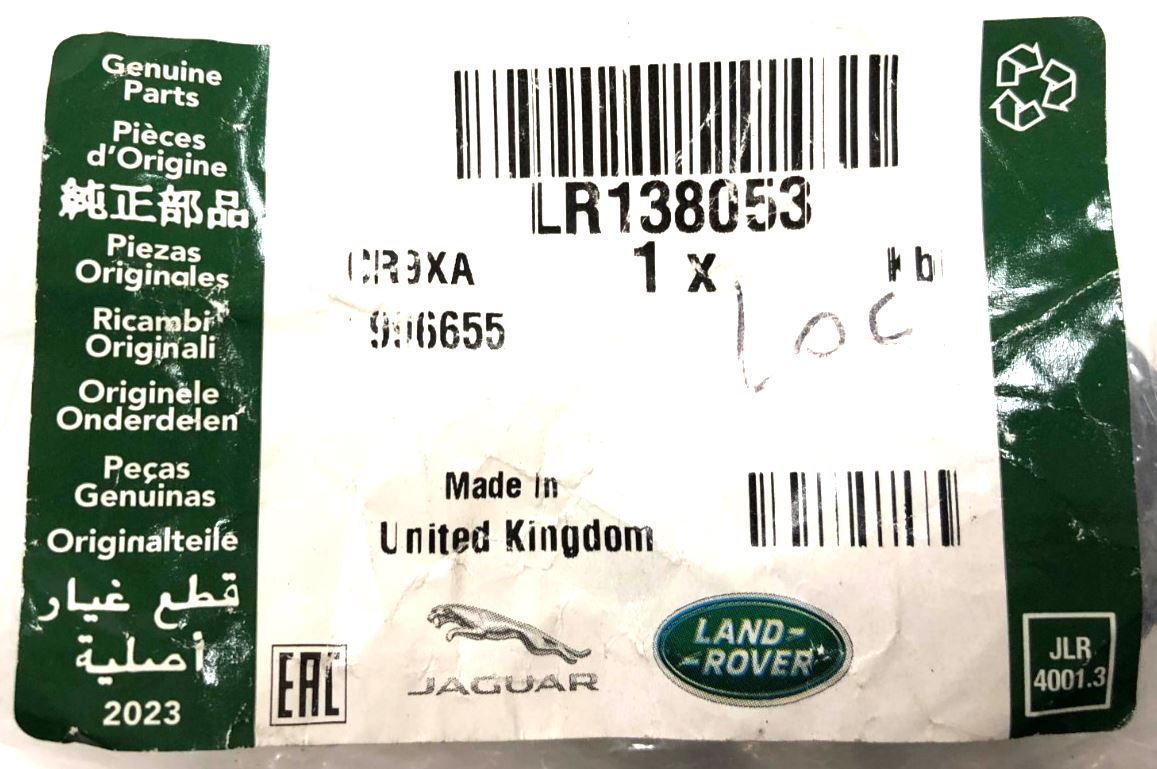 Genuine
Parts
Pièces
d'Origine
純正部品
Piezas
Originales
Ricambi
Originali
Originele
Onderdelen
Peças
Genuinas
Originalteile
قطع غيار
أصلية
2023
LR138053
1 x
996655
Made in
United Kingdom
EAC
JAGUAR
LAND-
-ROVER
JLR
4001.3